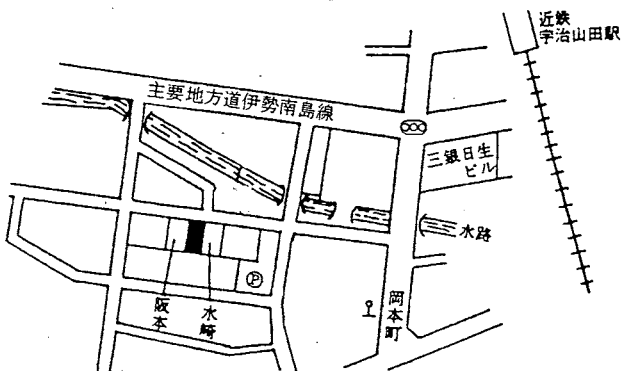 近鉄
宇治山田駅
主要地方道伊勢南島線
三銀日生
ビル
水路
P
阪本
水崎
岡本町